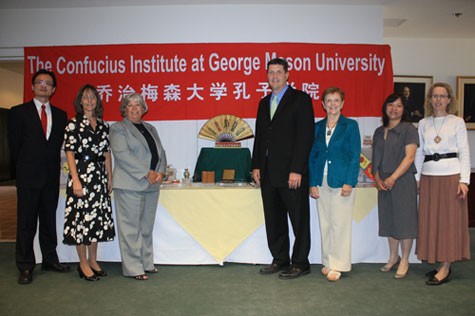 The Confucius Institute at George Mason University
乔治梅森大学孔子学院